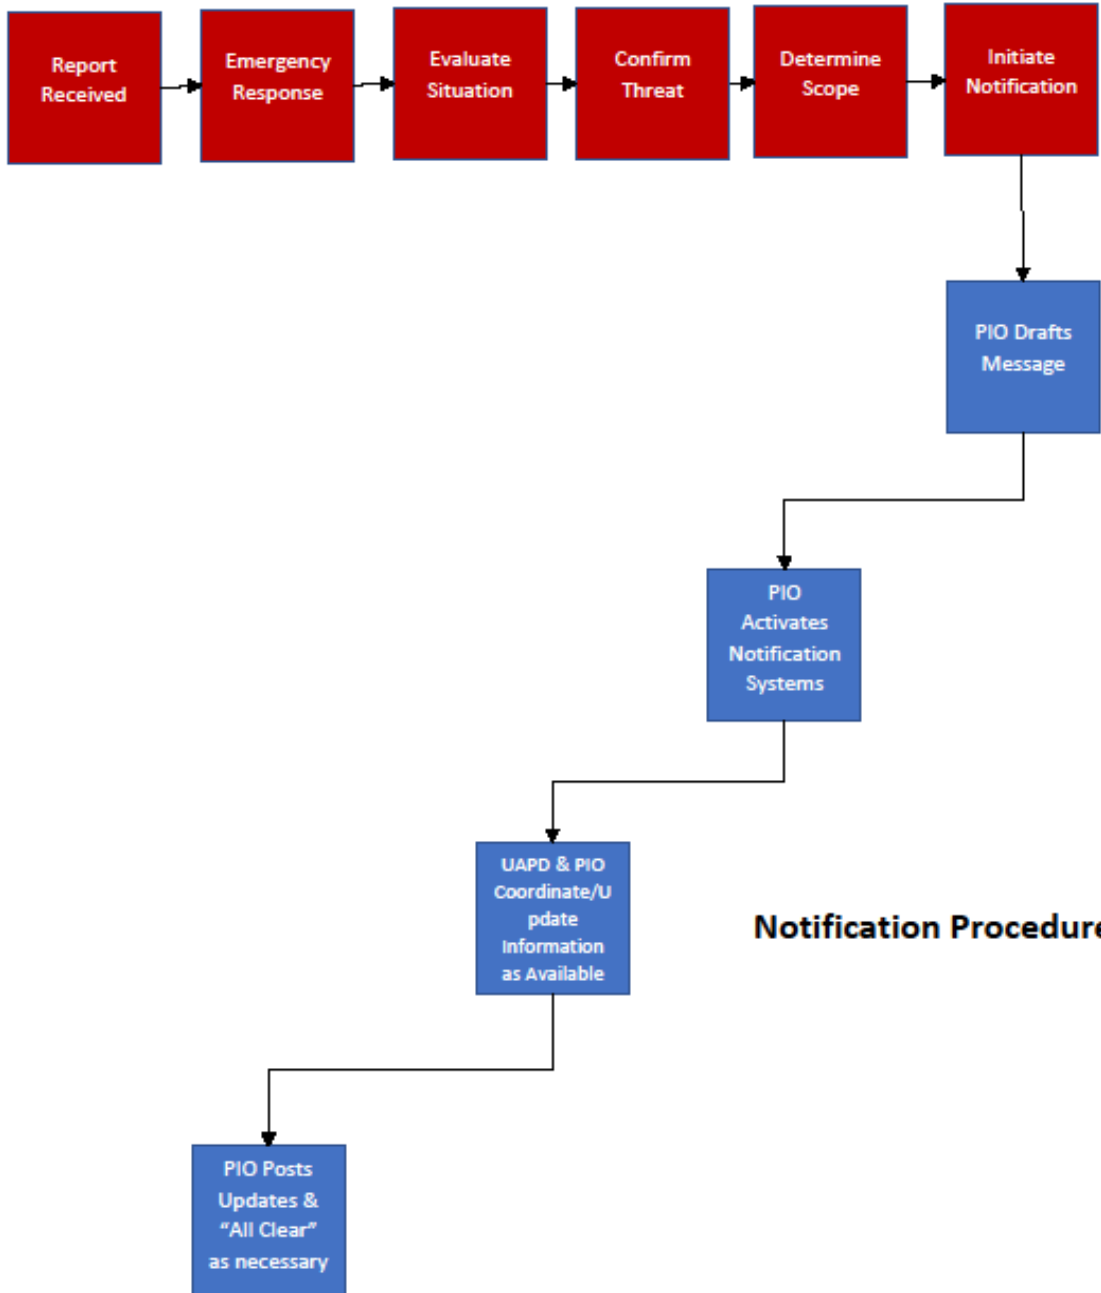 Report
Received
Emergency
Response
Evaluate
Situation
Confirm
Threat
Determine
Scope
Initiate
Notification
PIO Drafts
Message
PIO
Activates
Notification
Systems
UAPD & PIO
Coordinate/U
pdate
Information
as Available
Notification Procedure
PIO Posts
Updates &
“All Clear”
as necessary